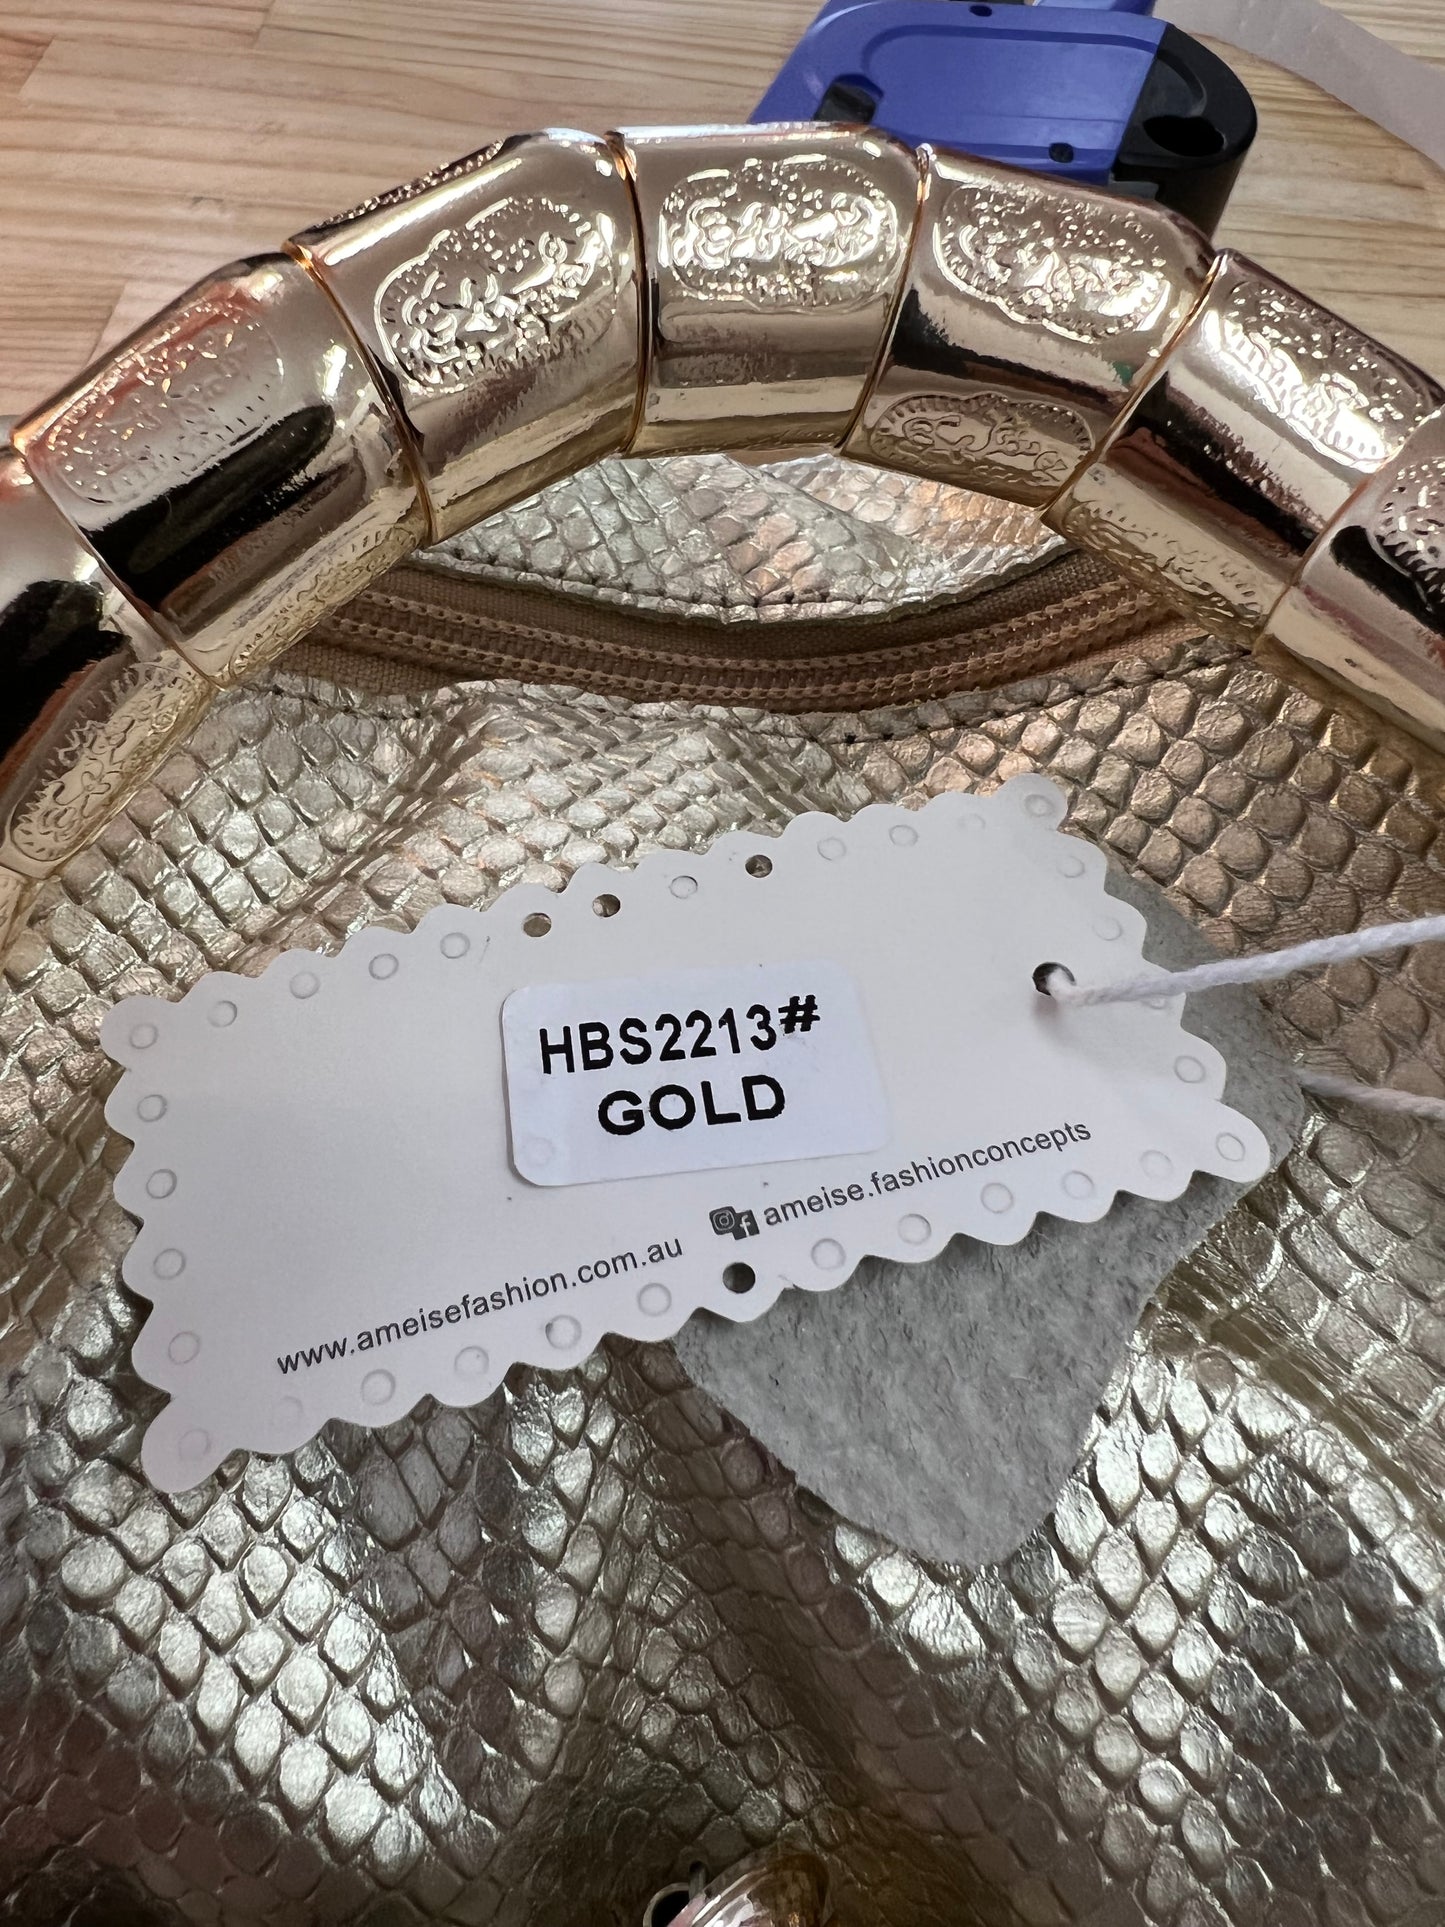 HBS2213#
GOLD
www.ameisefashion.com.au
ameise.fashionconcepts